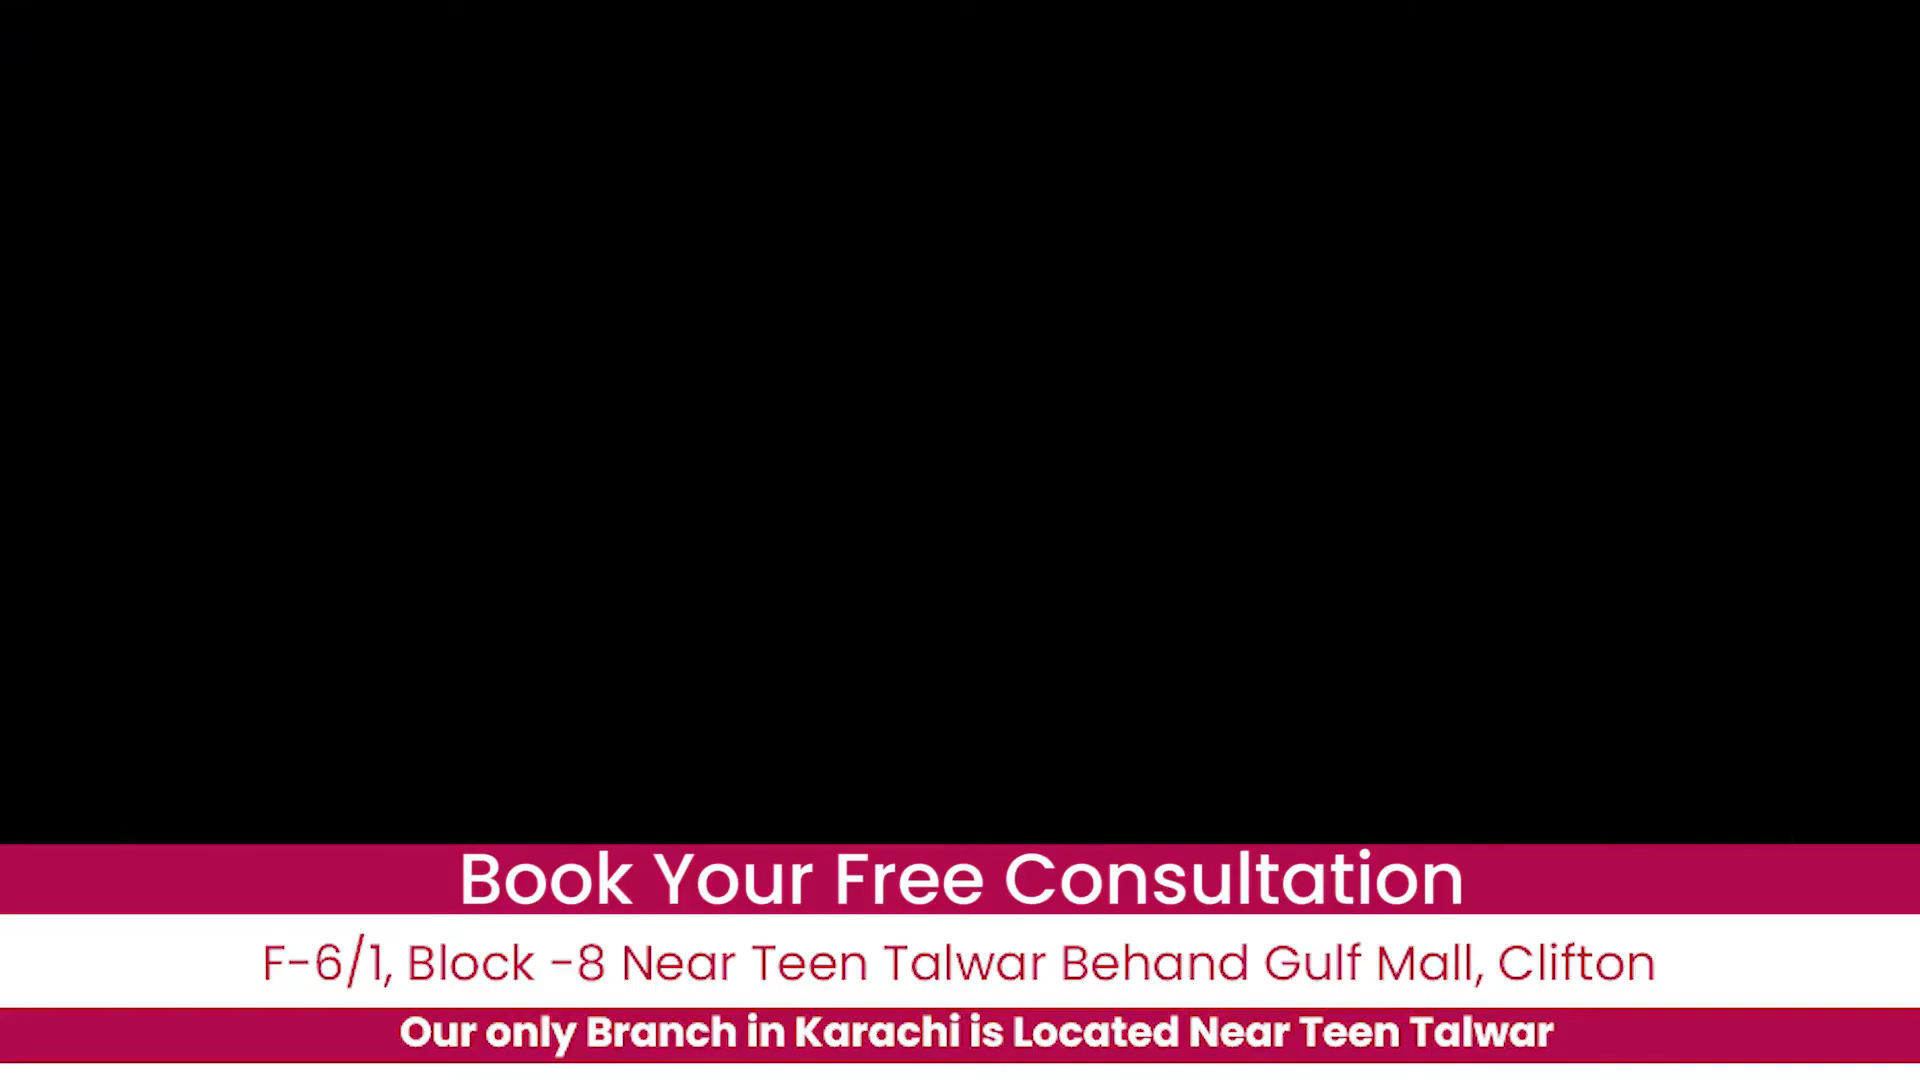 Book Your Free Consultation
F-6/1, Block -8 Near Teen Talwar Behand Gulf Mall, Clifton
Our only Branch in Karachi is Located Near Teen Talwar